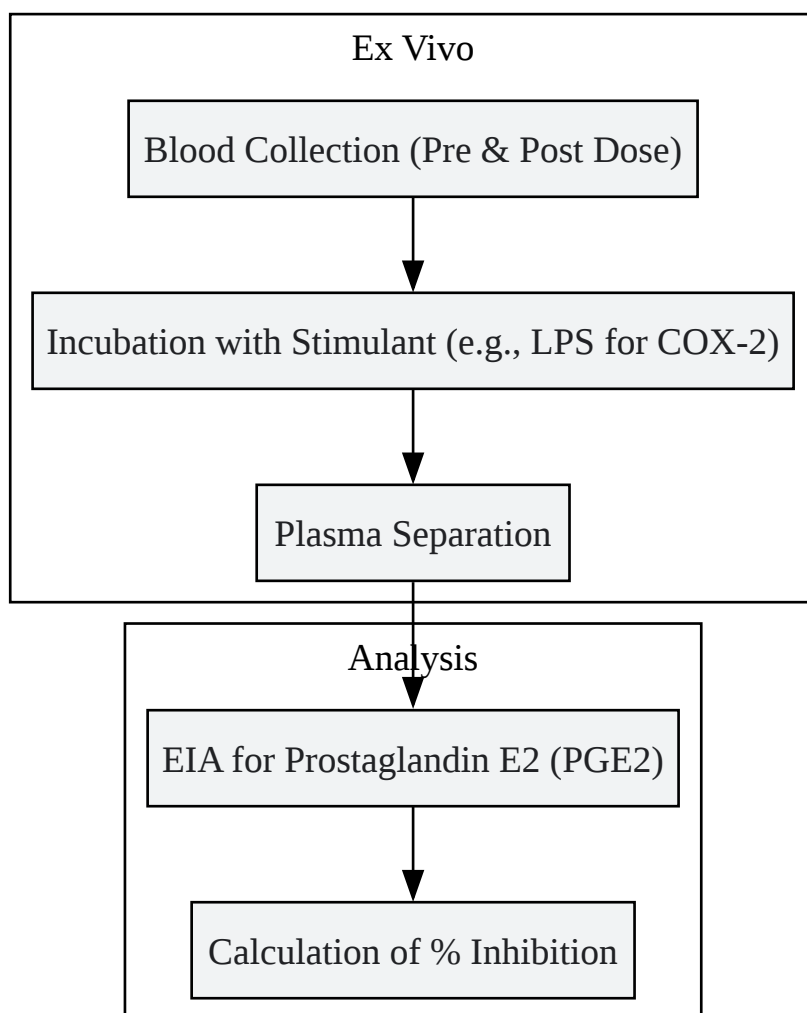 Ex Vivo
Blood Collection (Pre & Post Dose)
Incubation with Stimulant (e.g., LPS for COX-2)
Plasma Separation
Analysis
EIA for Prostaglandin E2 (PGE2)
Calculation of % Inhibition